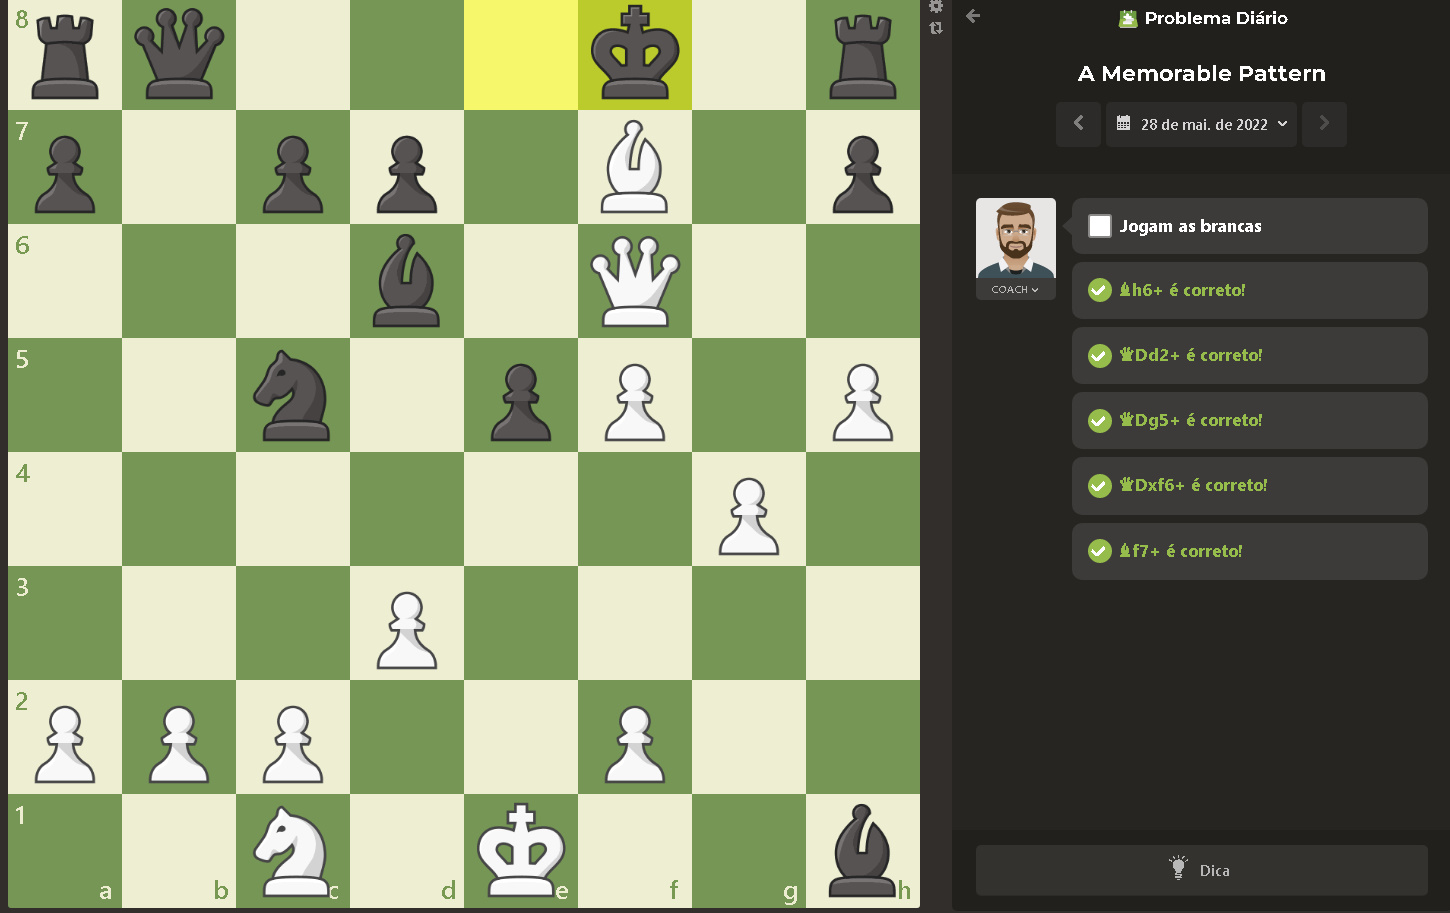 8
7
6
5
4
3
2
1
a
b
c
d
e
f
g
h
Problema Diário
A Memorable Pattern
28 de mai. de 2022
COACH
Jogam as brancas
♝h6+ é correto!
♛Dd2+ é correto!
♛Dg5+ é correto!
♛Dxf6+ é correto!
♝f7+ é correto!
Dica